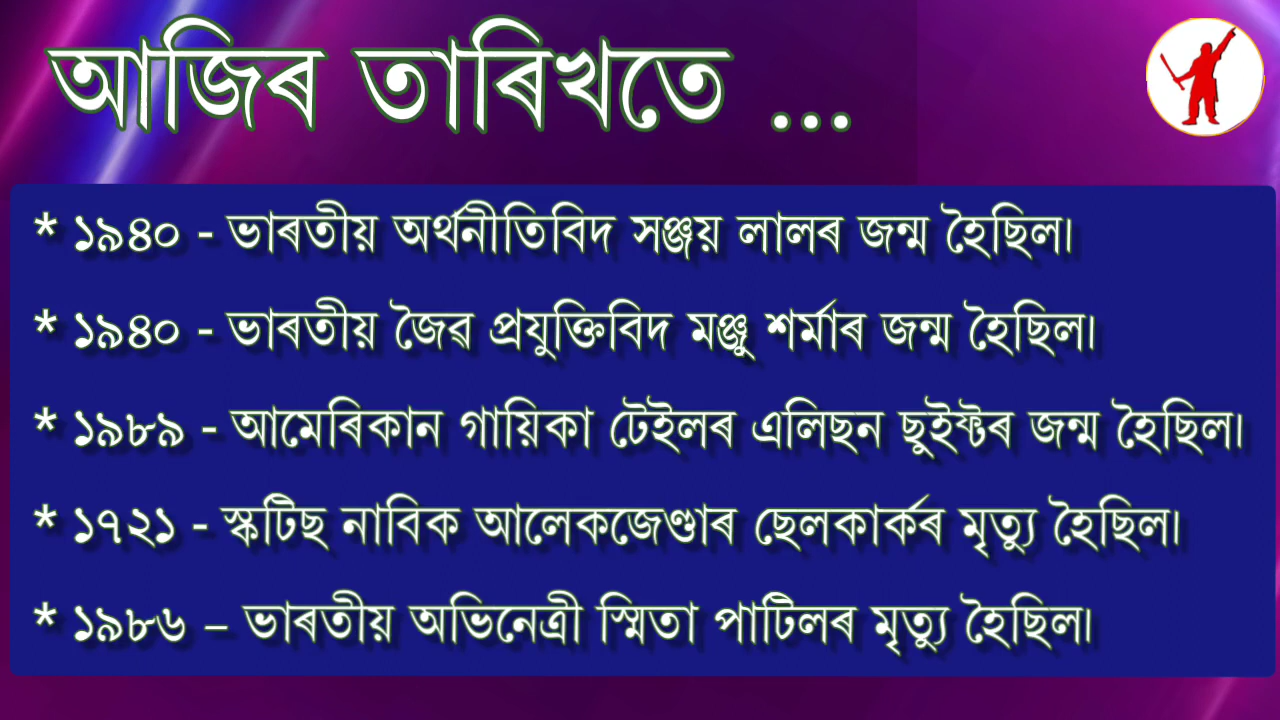 আজিৰ তাৰিখতে ...
* ১৯৪০ - ভাৰতীয় অৰ্থনীতিবিদ সঞ্জয় লালৰ জন্ম হৈছিল।
* ১৯৪০ - ভাৰতীয় জৈৱ প্ৰযুক্তিবিদ মঞ্জু শৰ্মাৰ জন্ম হৈছিল।
* ১৯৮৯ - আমেৰিকান গায়িকা টেইলৰ এলিছন ছুইফ্টৰ জন্ম হৈছিল।
* ১৭২১ - স্কটিছ নাবিক আলেকজেণ্ডাৰ ছেলকাৰ্কৰ মৃত্যু হৈছিল।
* ১৯৮৬ – ভাৰতীয় অভিনেত্ৰী স্মিতা পাটিলৰ মৃত্যু হৈছিল।